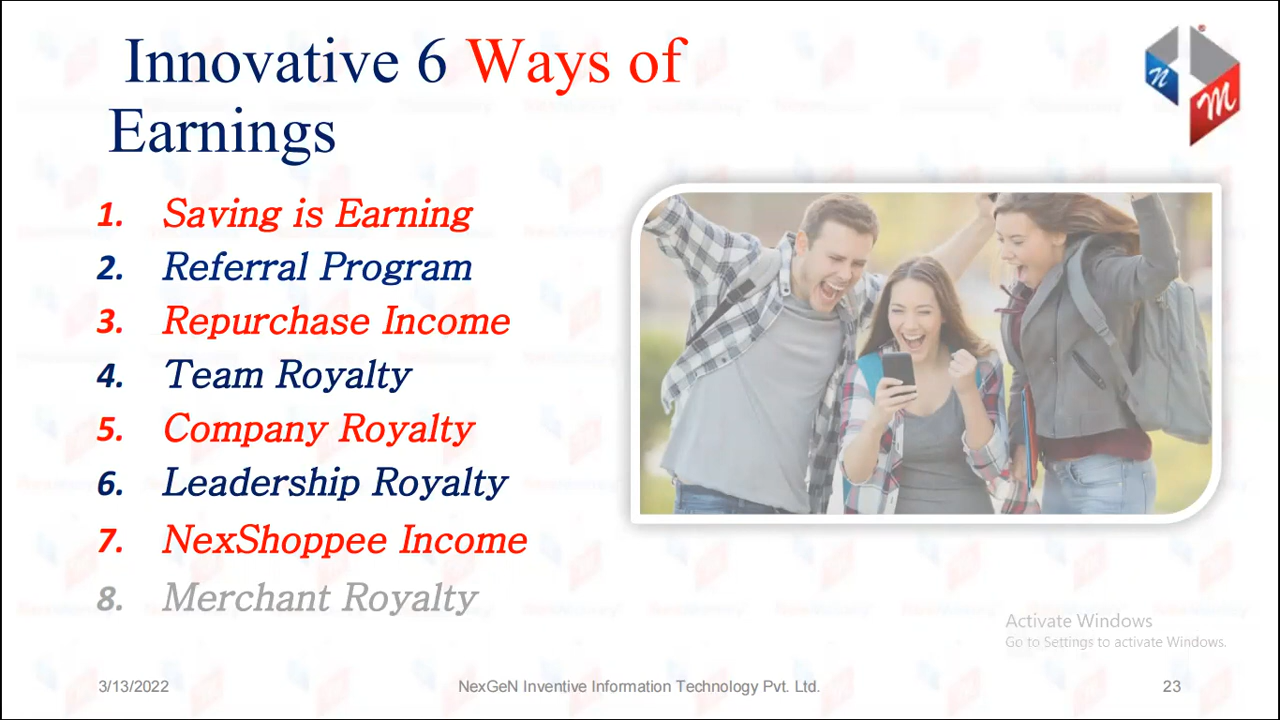 Innovative 6 Ways of
Earnings
1. Saving is Earning
2. Referral Program
3. Repurchase Income
4. Team Royalty
5. Company Royalty
6. Leadership Royalty
7. NexShoppee Income
8. Merchant Royalty
n
m
Activate Windows
Go to Settings to activate Windows.
3/13/2022
NexGeN Inventive Information Technology Pvt. Ltd.
23